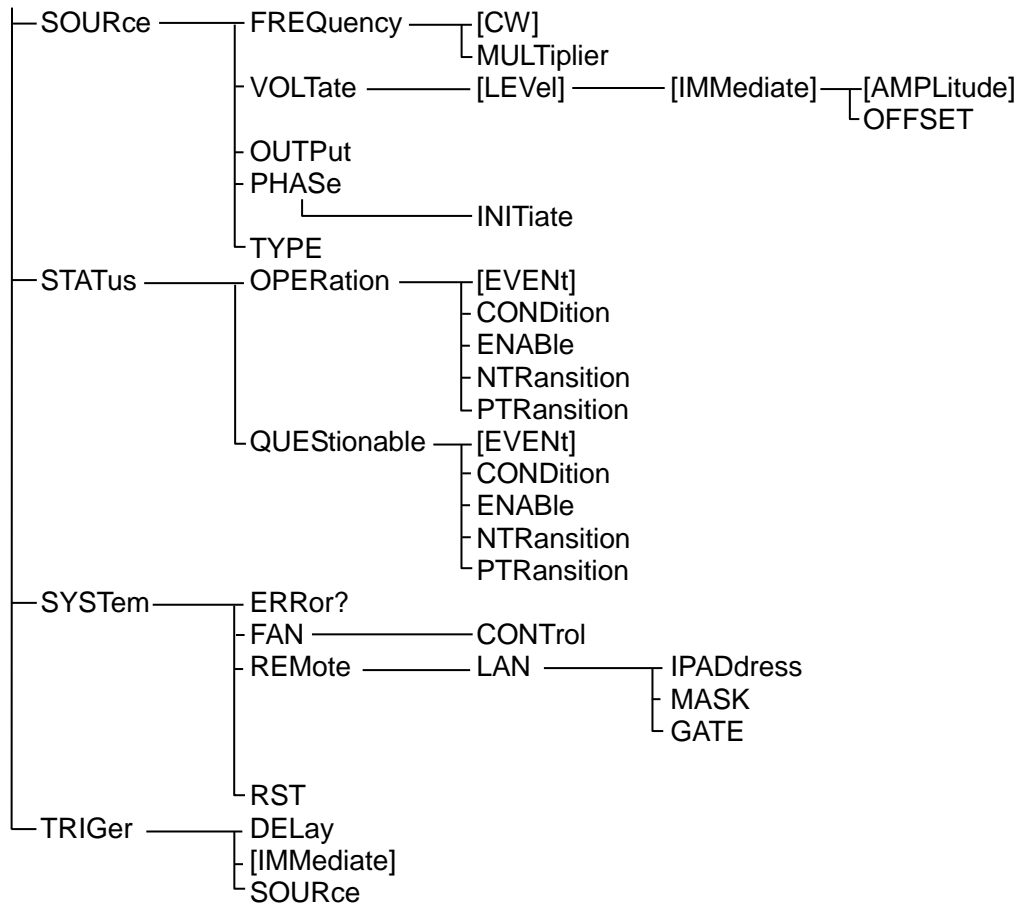 SOURce FREQuency [CW]
MULTiplier
VOLTate [LEVel] [IMMediate] [AMPLitude]
OFFSET
OUTPut
PHASe
INITiate
TYPE
STATus OPERation [EVENt]
CONDition
ENABle
NTRansition
PTRansition
QUEStionable [EVENt]
CONDition
ENABle
NTRansition
PTRansition
SYSTem ERRor?
FAN CONTrol
REMote LAN IPADdress
MASK
GATE
RST
TRIGer DELay
[IMMediate]
SOURce